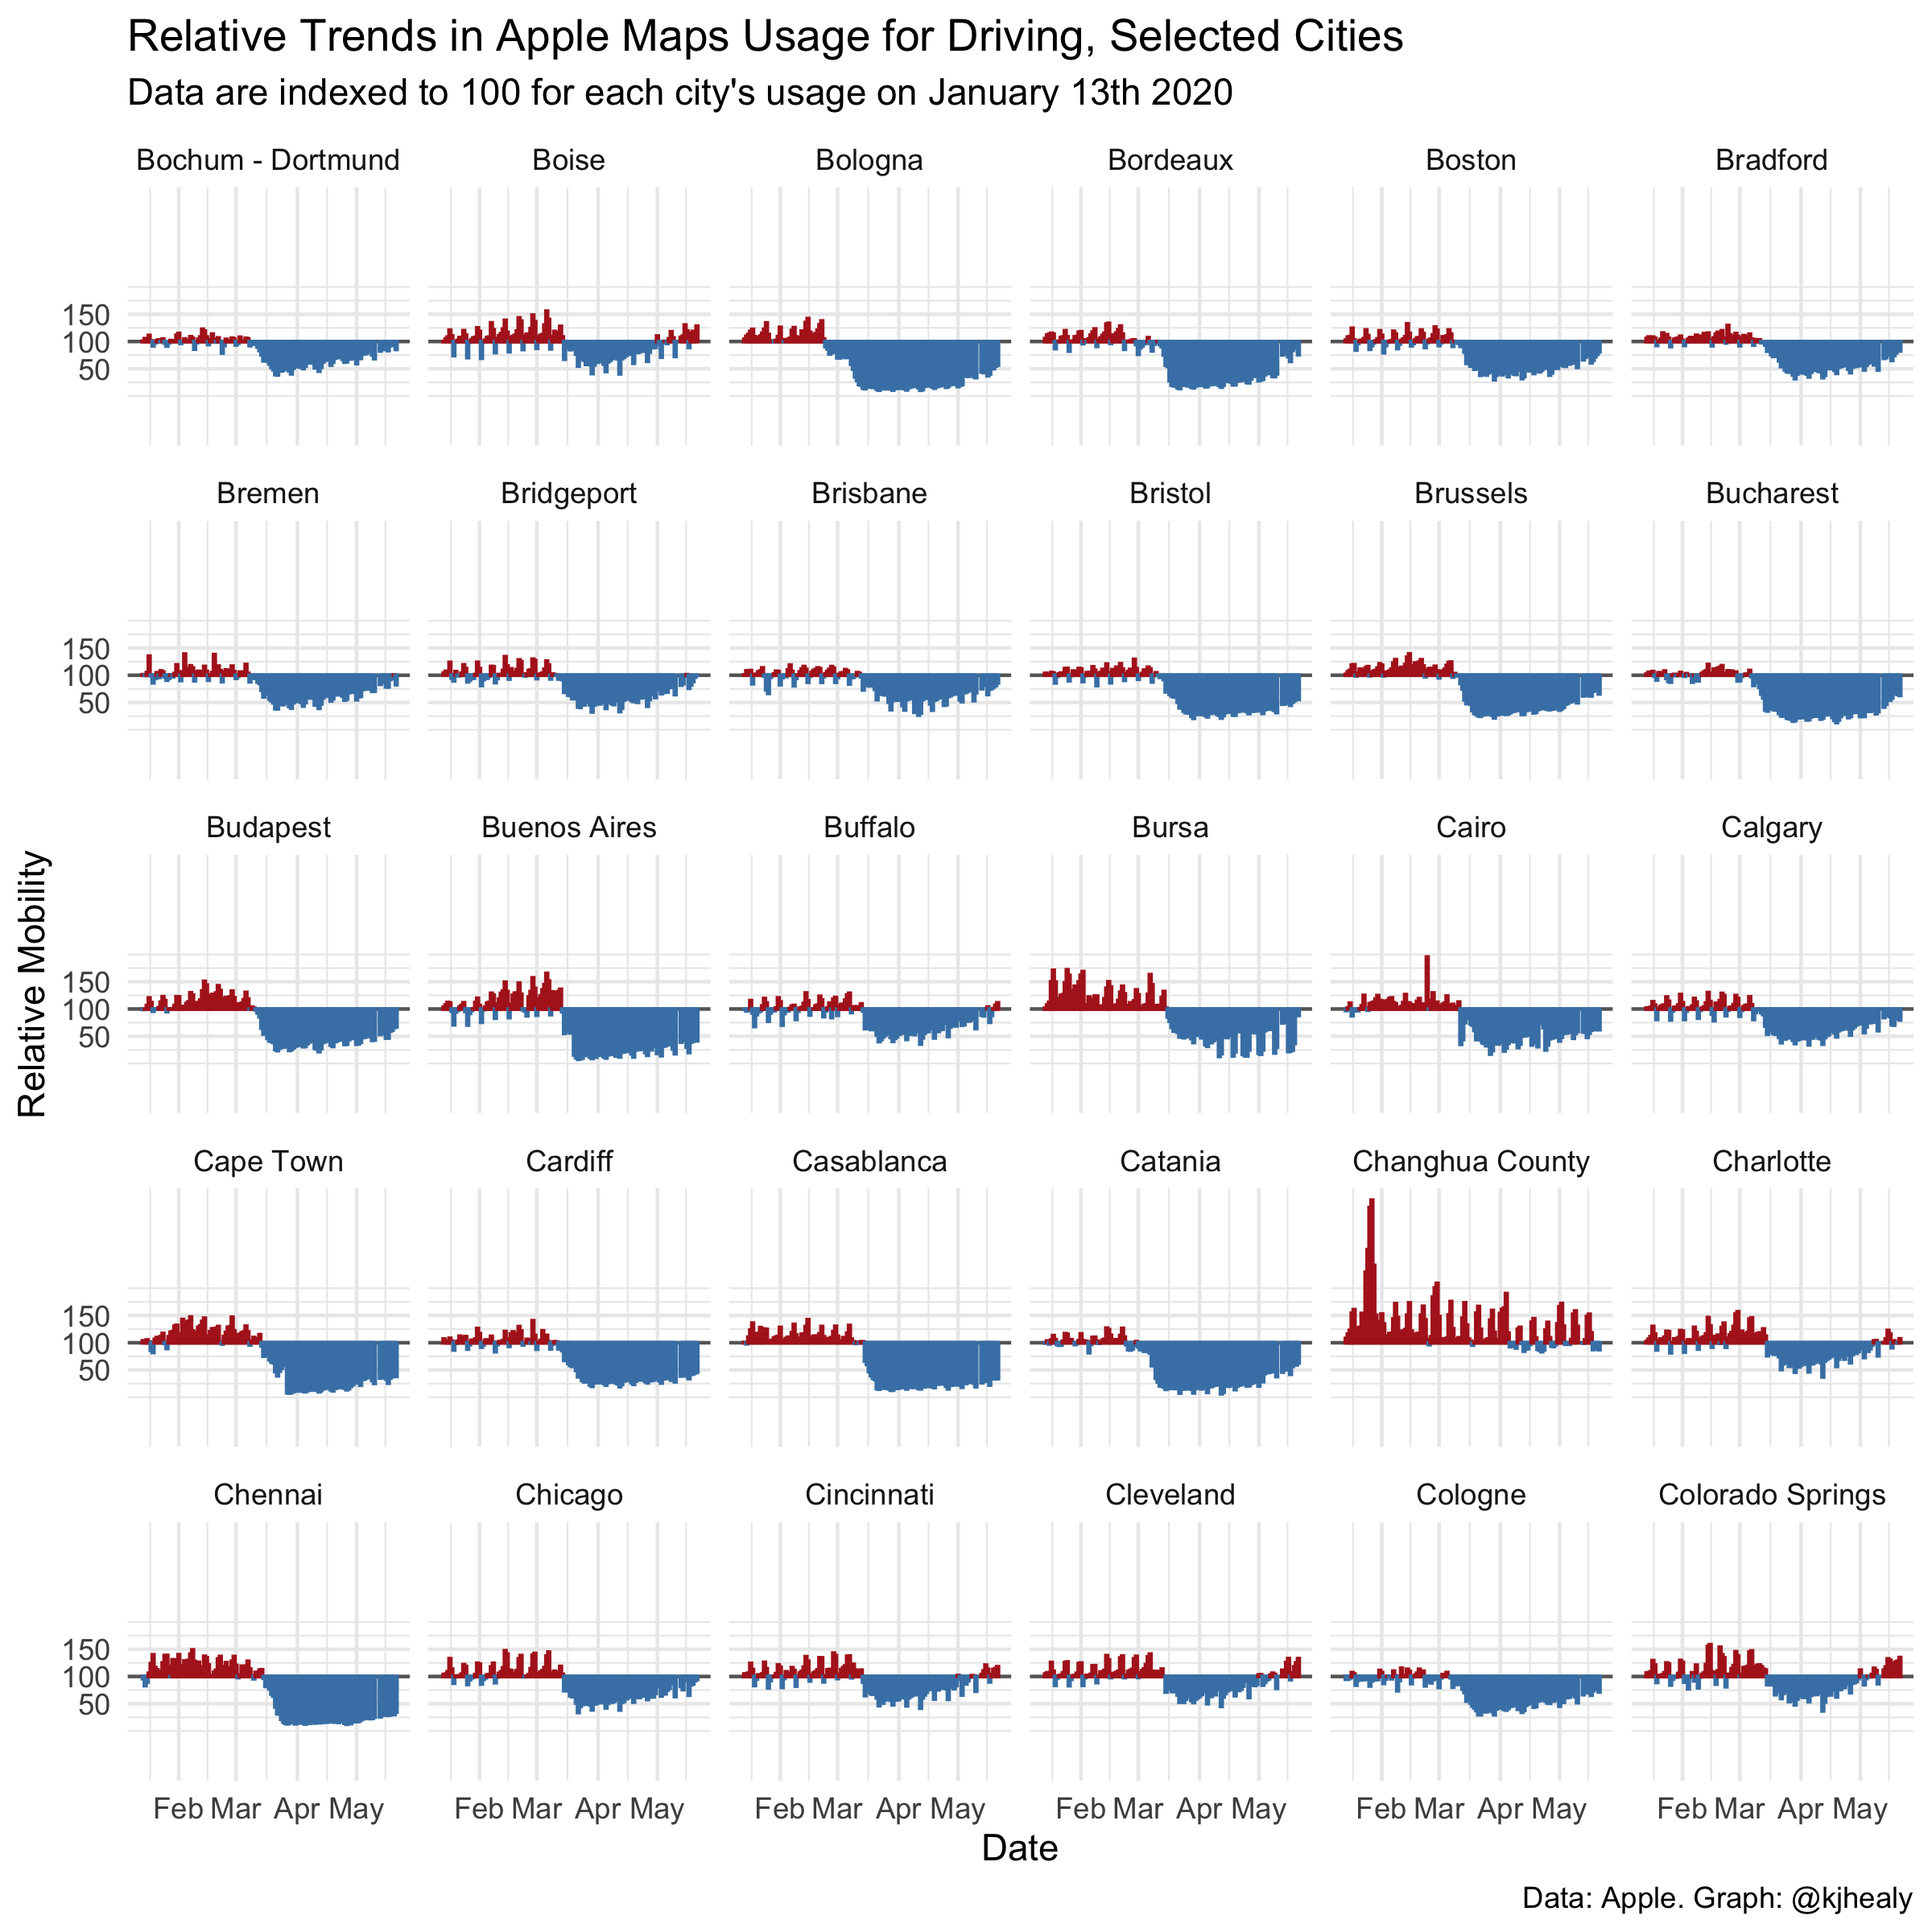 Relative Trends in Apple Maps Usage for Driving, Selected Cities
Data are indexed to 100 for each city's usage on January 13th 2020
Bochum - Dortmund Boise Bologna Bordeaux Boston Bradford
150
100
50
Bremen Bridgeport Brisbane Bristol Brussels Bucharest
150
100
50
Budapest Buenos Aires Buffalo Bursa Cairo Calgary
150
100
50
Relative Mobility
Cape Town Cardiff Casablanca Catania Changhua County Charlotte
150
100
50
Chennai Chicago Cincinnati Cleveland Cologne Colorado Springs
150
100
50
Feb Mar Apr May Feb Mar Apr May Feb Mar Apr May Feb Mar Apr May Feb Mar Apr May Feb Mar Apr May
Date
Data: Apple. Graph: @kjhealy